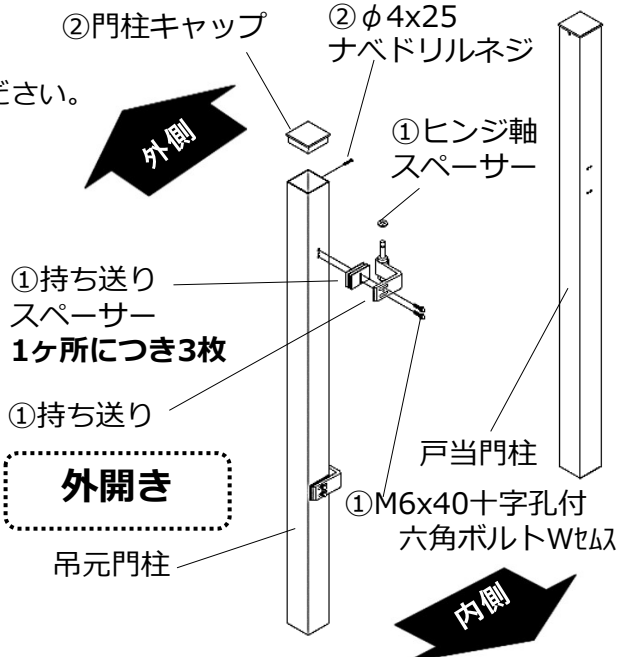 ②門柱キャップ
②φ4x25
ナベドリルネジ
ださい。
外側
①ヒンジ軸
スペーサー
①持ち送り
スペーサー
1ヶ所につき3枚
①持ち送り
外開き
戸当門柱
①M6x40十字孔付
六角ボルトWｾﾑｽ
吊元門柱
内側